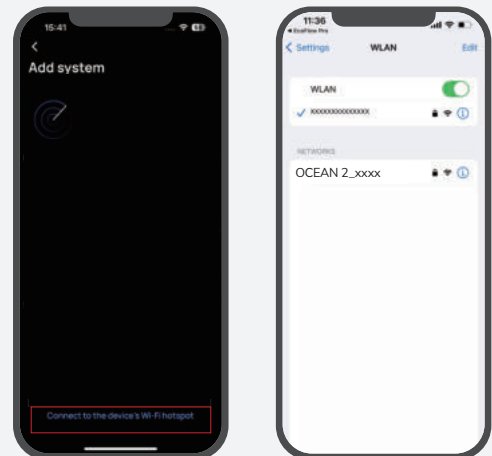 15:41
Add system
Connect to the device's Wi-Fi hotspot
11:36
EcoFlow Pro
Settings
WLAN
Edit
WLAN
xxxxxxxxxxxxx
NETWORKS
OCEAN 2_xxxx